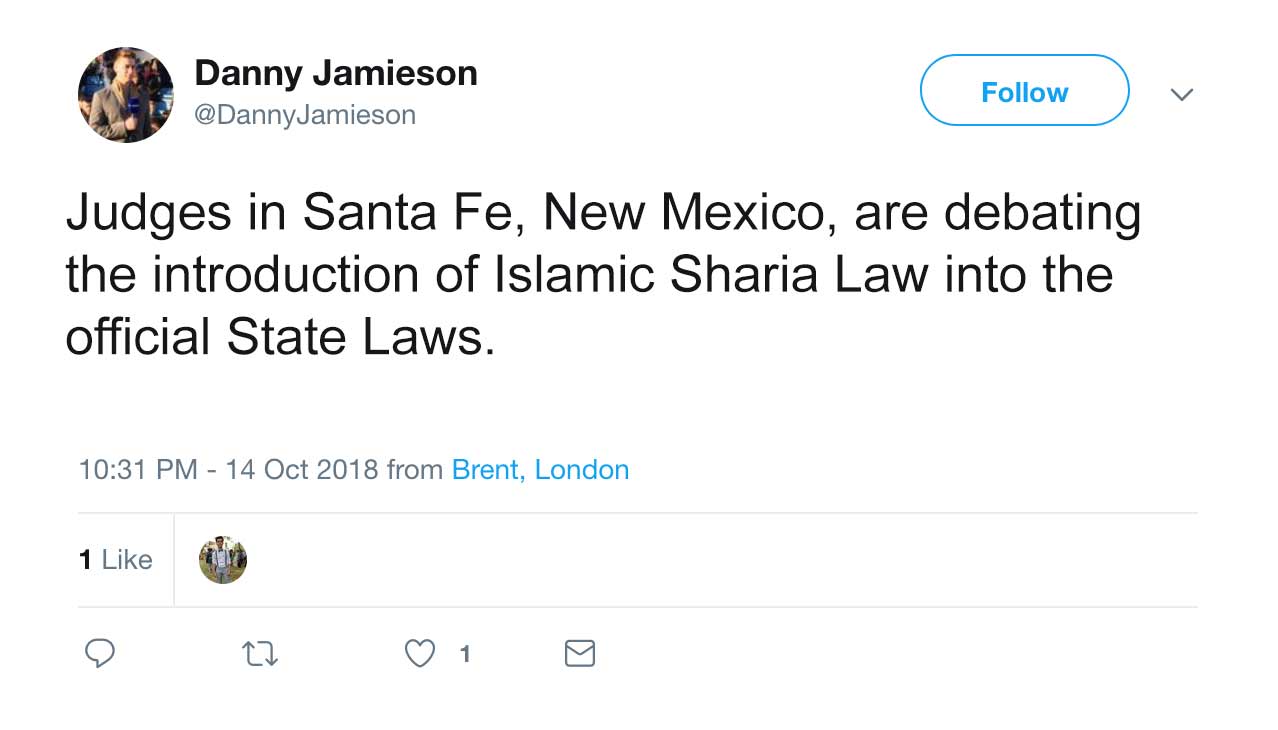 Danny Jamieson
@DannyJamieson
Follow
Judges in Santa Fe, New Mexico, are debating
the introduction of Islamic Sharia Law into the
official State Laws.
10:31 PM - 14 Oct 2018 from Brent, London
1 Like
1